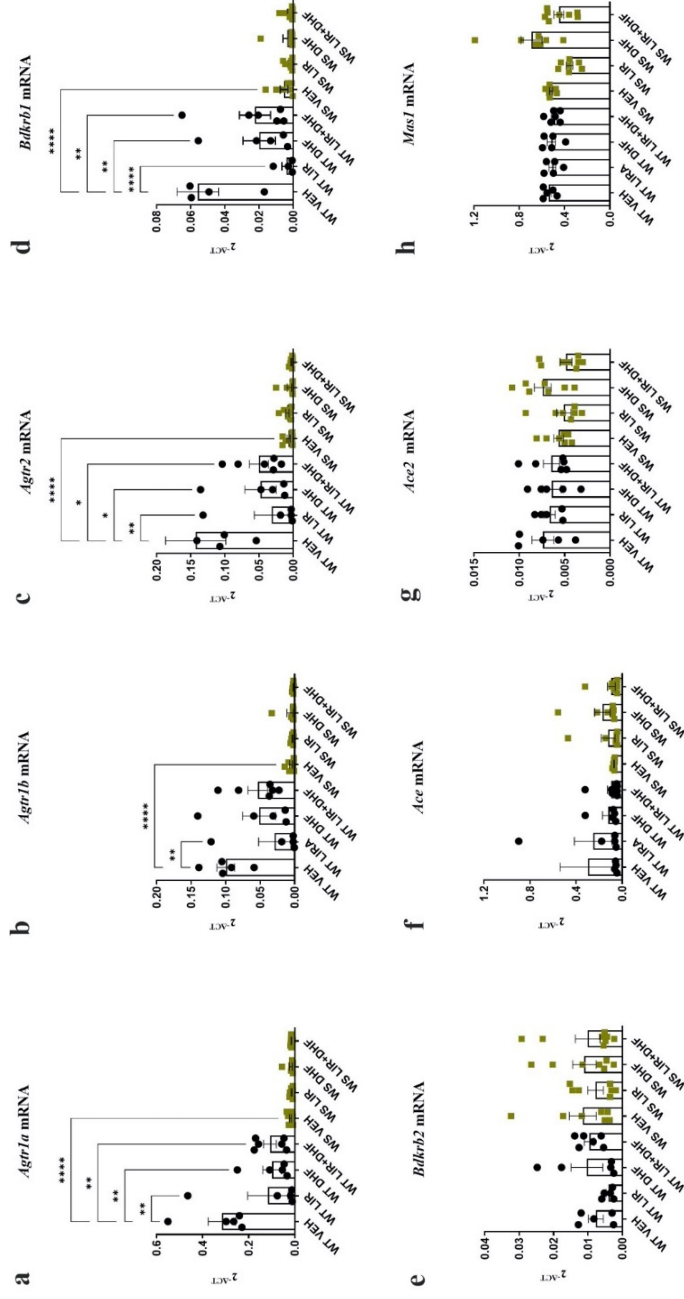 a
Agtr1a mRNA
2-ΔCT
0.6
0.4
0.2
0.0
****
**
**
**
WT VEH
WT LIR
WT DHF
WT LIR+DHF
WS VEH
WS LIR
WS DHF
WS LIR+DHF
b
Agtr1b mRNA
2-ΔCT
0.20
0.15
0.10
0.05
0.00
****
**
WT VEH
WT LIRA
WT DHF
WT LIR+DHF
WS VEH
WS LIR
WS DHF
WS LIR+DHF
c
Agtr2 mRNA
2-ΔCT
0.20
0.15
0.10
0.05
0.00
****
*
*
**
WT VEH
WT LIR
WT DHF
WT LIR+DHF
WS VEH
WS LIR
WS DHF
WS LIR+DHF
d
Bdkrb1 mRNA
2-ΔCT
0.08
0.06
0.04
0.02
0.00
****
**
**
****
WT VEH
WT LIR
WT DHF
WT LIR+DHF
WS VEH
WS LIR
WS DHF
WS LIR+DHF
e
Bdkrb2 mRNA
2-ΔCT
0.04
0.03
0.02
0.01
0.00
WT VEH
WT LIR
WT DHF
WT LIR+DHF
WS VEH
WS LIR
WS DHF
WS LIR+DHF
f
Ace mRNA
2-ΔCT
1.2
0.8
0.4
0.0
WT VEH
WT LIRA
WT DHF
WT LIR+DHF
WS VEH
WS LIR
WS DHF
WS LIR+DHF
g
Ace2 mRNA
2-ΔCT
0.015
0.010
0.005
0.000
WT VEH
WT LIR
WT DHF
WT LIR+DHF
WS VEH
WS LIR
WS DHF
WS LIR+DHF
h
Mas1 mRNA
2-ΔCT
1.2
0.8
0.4
0.0
WT VEH
WT LIRA
WT DHF
WT LIR+DHF
WS VEH
WS LIR
WS DHF
WS LIR+DHF